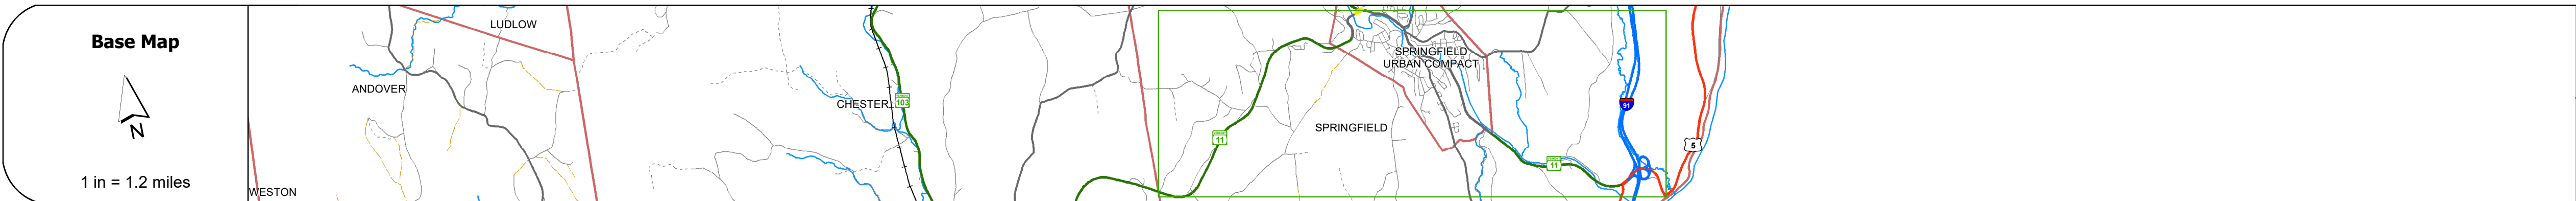 Base Map
N
1 in = 1.2 miles
LUDLOW
ANDOVER
WESTON
CHESTER
103
11
SPRINGFIELD
SPRINGFIELD
URBAN COMPACT
11
91
5